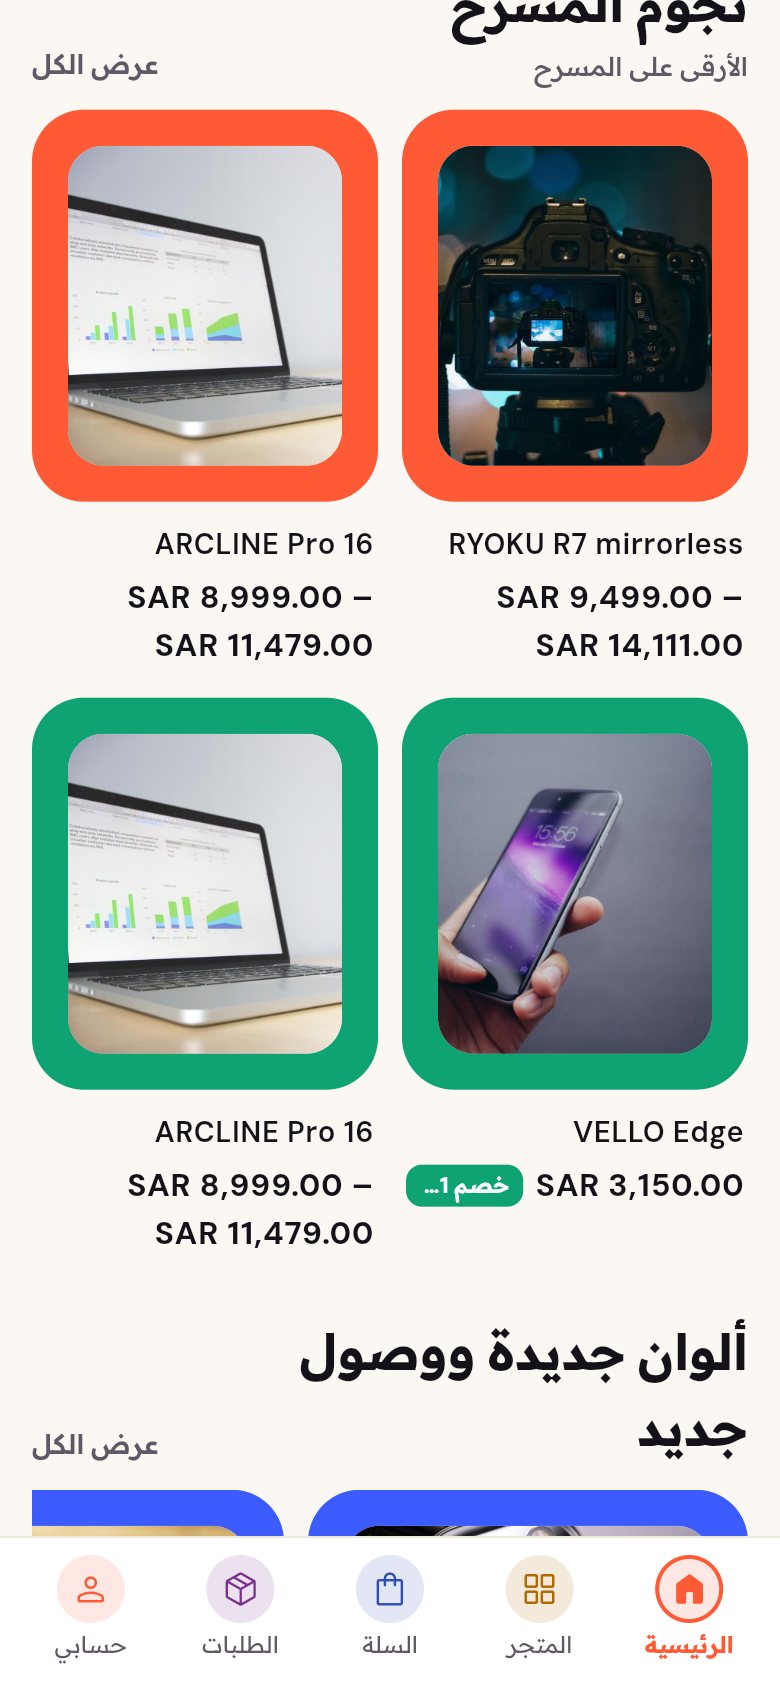 نجوم المسرح
الأرقى على المسرح
عرض الكل
RYOKU R7 mirrorless
SAR 9,499.00 –
SAR 14,111.00
ARCLINE Pro 16
SAR 8,999.00 –
SAR 11,479.00
15:56
VELLO Edge
SAR 3,150.00
خصم 1...
ARCLINE Pro 16
SAR 8,999.00 –
SAR 11,479.00
ألوان جديدة ووصول
جديد
عرض الكل
الرئيسية
المتجر
السلة
الطلبات
حسابي